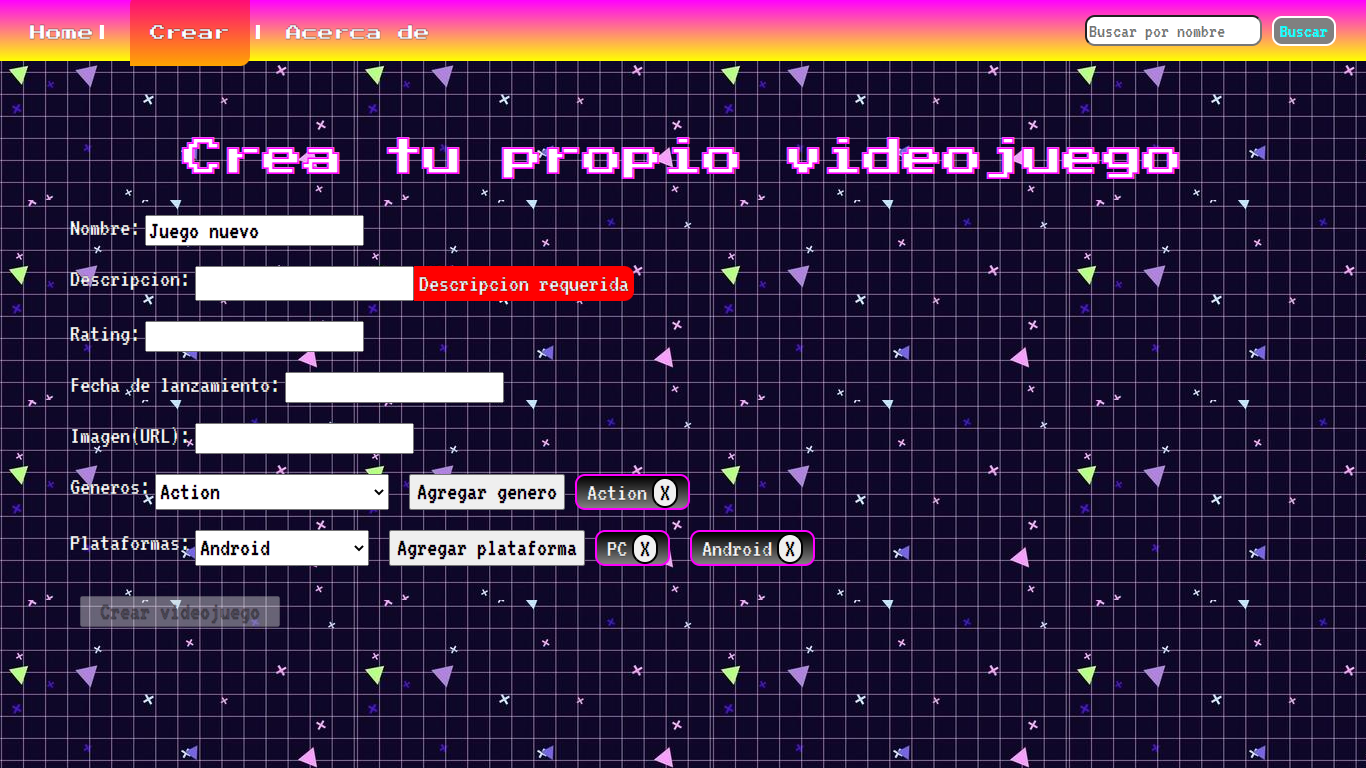 Home| Crear | Acerca de Buscar por nombre Buscar
Crea tu propio videojuego
Nombre: Juego nuevo
Descripcion: Descripcion requerida
Rating:
Fecha de lanzamiento:
Imagen(URL):
Generos: Action Agregar genero Action X
Plataformas: Android Agregar plataforma PC X Android X
Crear videojuego